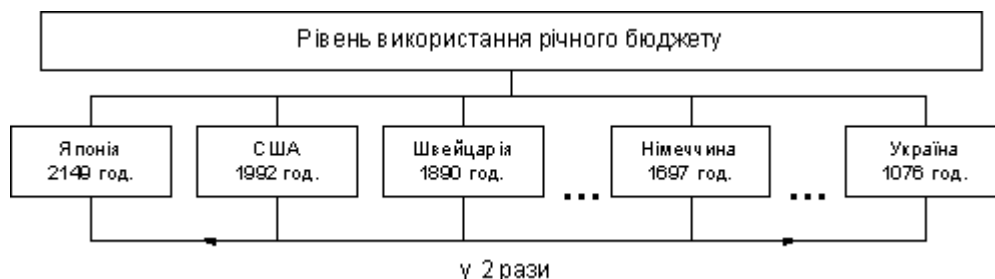 Рівень використання річного бюджету
Японія
2149 год.
США
1992 год.
Швейцарія
1890 год.
...
Німеччина
1697 год.
...
Україна
1076 год.
у 2 рази